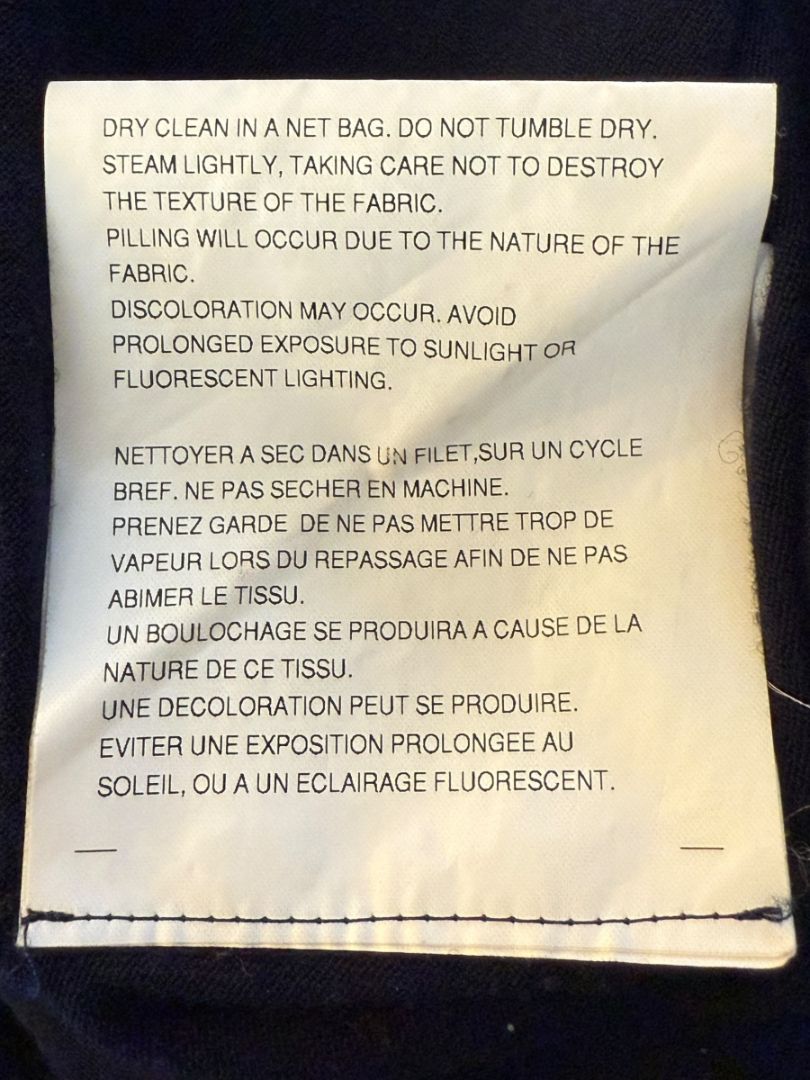 DRY CLEAN IN A NET BAG. DO NOT TUMBLE DRY.
STEAM LIGHTLY, TAKING CARE NOT TO DESTROY
THE TEXTURE OF THE FABRIC.
PILLING WILL OCCUR DUE TO THE NATURE OF THE
FABRIC.
DISCOLORATION MAY OCCUR. AVOID
PROLONGED EXPOSURE TO SUNLIGHT OR
FLUORESCENT LIGHTING.
NETTOYER A SEC DANS UN FILET,SUR UN CYCLE
BREF. NE PAS SECHER EN MACHINE.
PRENEZ GARDE  DE NE PAS METTRE TROP DE
VAPEUR LORS DU REPASSAGE AFIN DE NE PAS
ABIMER LE TISSU.
UN BOULOCHAGE SE PRODUIRA A CAUSE DE LA
NATURE DE CE TISSU.
UNE DECOLORATION PEUT SE PRODUIRE.
EVITER UNE EXPOSITION PROLONGEE AU
SOLEIL, OU A UN ECLAIRAGE FLUORESCENT.